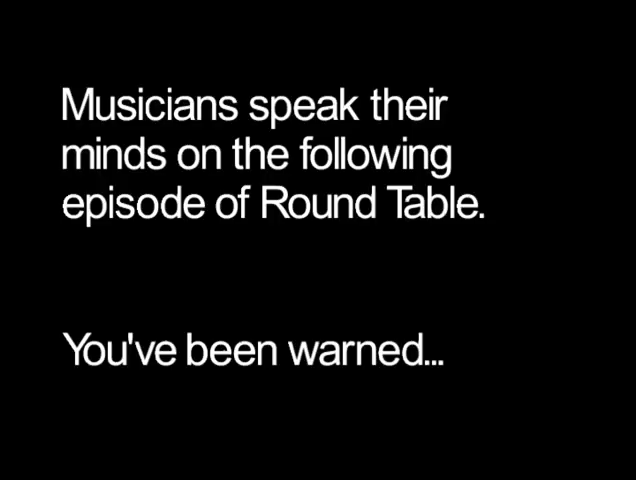 Musicians speak their
minds on the following
episode of Round Table.
You've been warned...